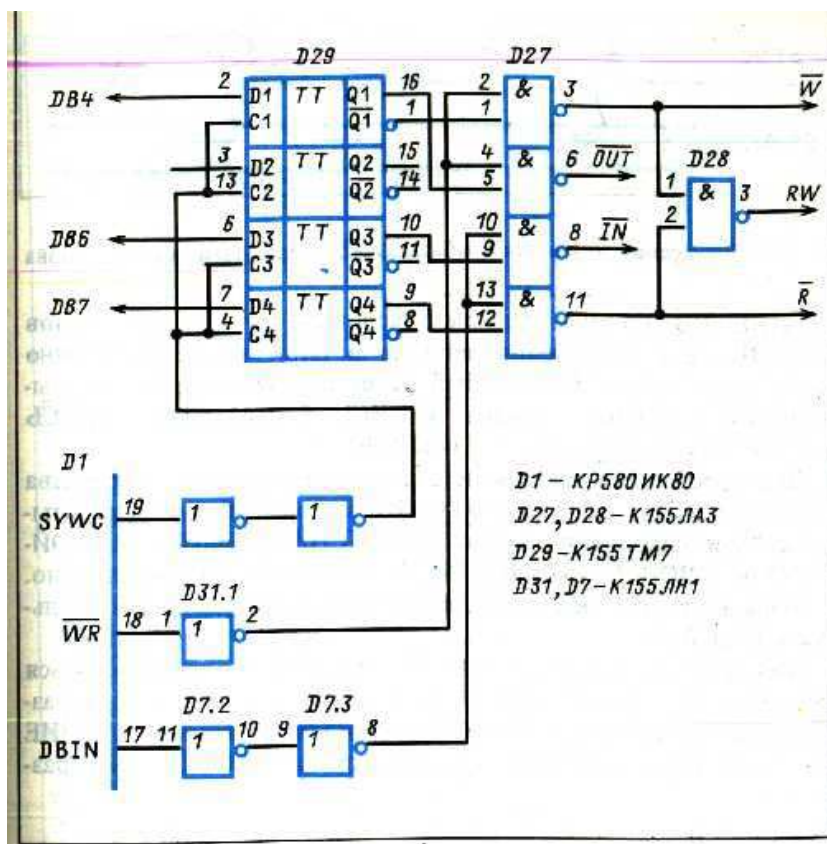 D29 D27
DB4 2 D1 TT Q1 16 2 & 3 W
C1 Q1 1 1
3 D2 TT Q2 15 4 & 6 OUT D28
13 C2 Q2 14 5 1 & 3 RW
DB6 6 D3 TT Q3 10 10 & 8 IN 2
C3 Q3 11 9
DB7 7 D4 TT Q4 9 13 & 11 R
4 C4 Q4 8 12
D1
SYWC 19 1 1
D31.1
WR 18 1 1 2
D7.2 D7.3
DBIN 17 11 1 10 9 1 8
D1 – КР580ИК80
D27, D28 – К155ЛА3
D29 – К155ТМ7
D31, D7 – К155ЛН1